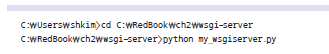 C:₩Users₩shkim>cd C:₩RedBook₩ch2₩wsgi-server
C:₩RedBook₩ch2₩wsgi-server>python my_wsgiserver.py